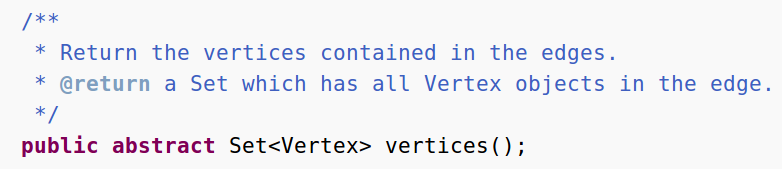 /**
 * Return the vertices contained in the edges.
 * @return a Set which has all Vertex objects in the edge.
 */
public abstract Set<Vertex> vertices();